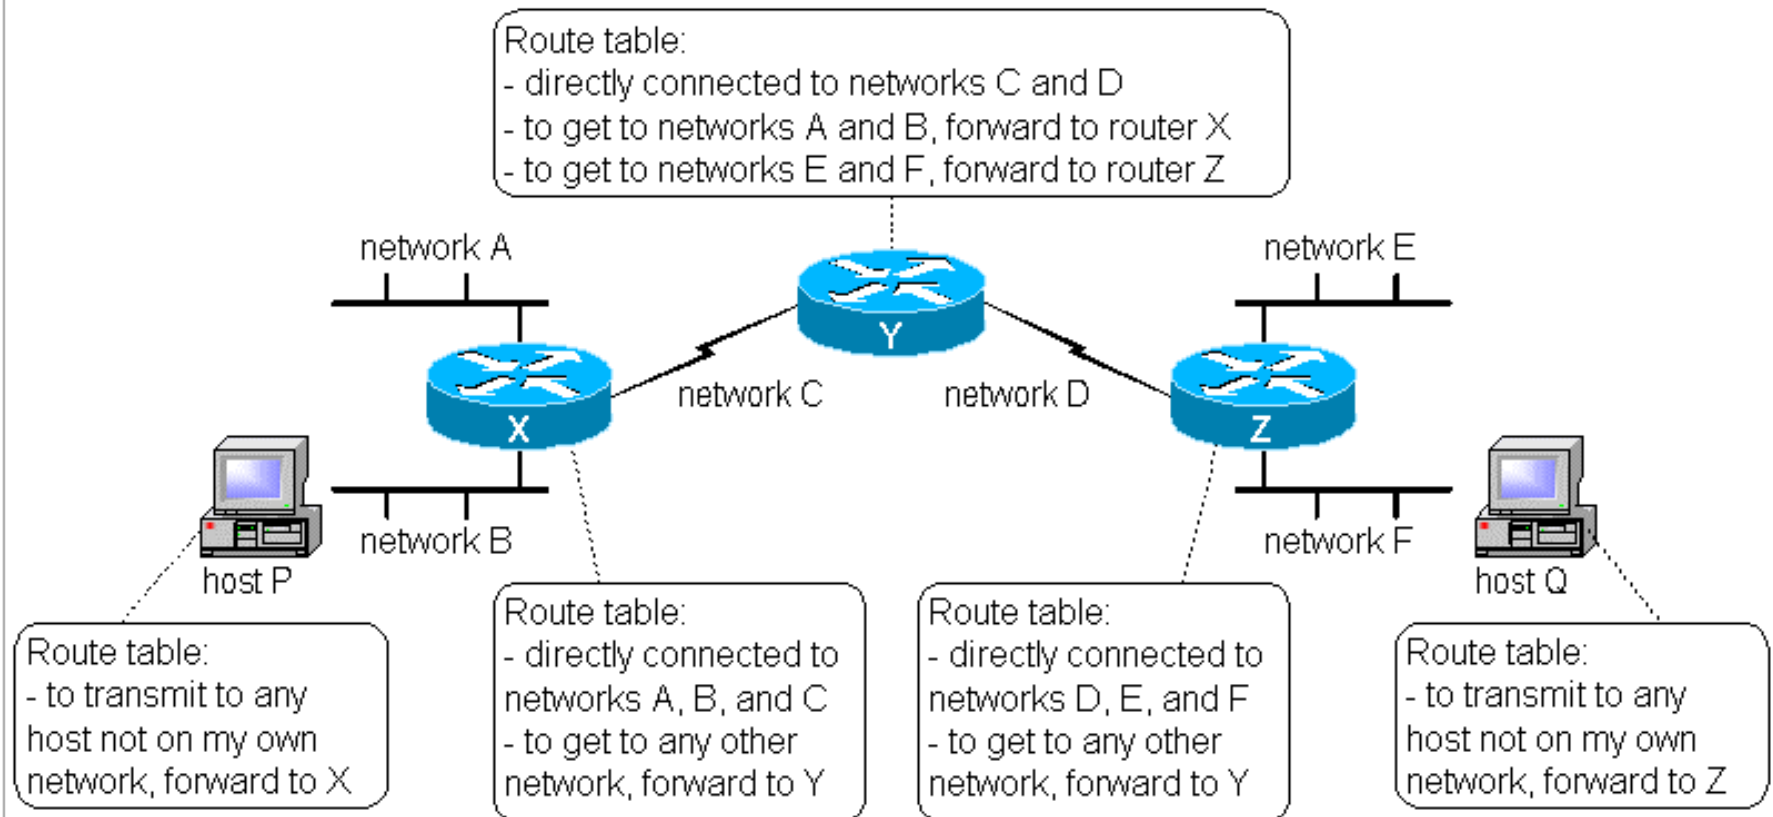 Route table:
- directly connected to networks C and D
- to get to networks A and B, forward to router X
- to get to networks E and F, forward to router Z
network A
network E
Y
network C
network D
X
Z
network B
network F
host P
host Q
Route table:
- to transmit to any
host not on my own
network, forward to X
Route table:
- directly connected to
networks A, B, and C
- to get to any other
network, forward to Y
Route table:
- directly connected to
networks D, E, and F
- to get to any other
network, forward to Y
Route table:
- to transmit to any
host not on my own
network, forward to Z